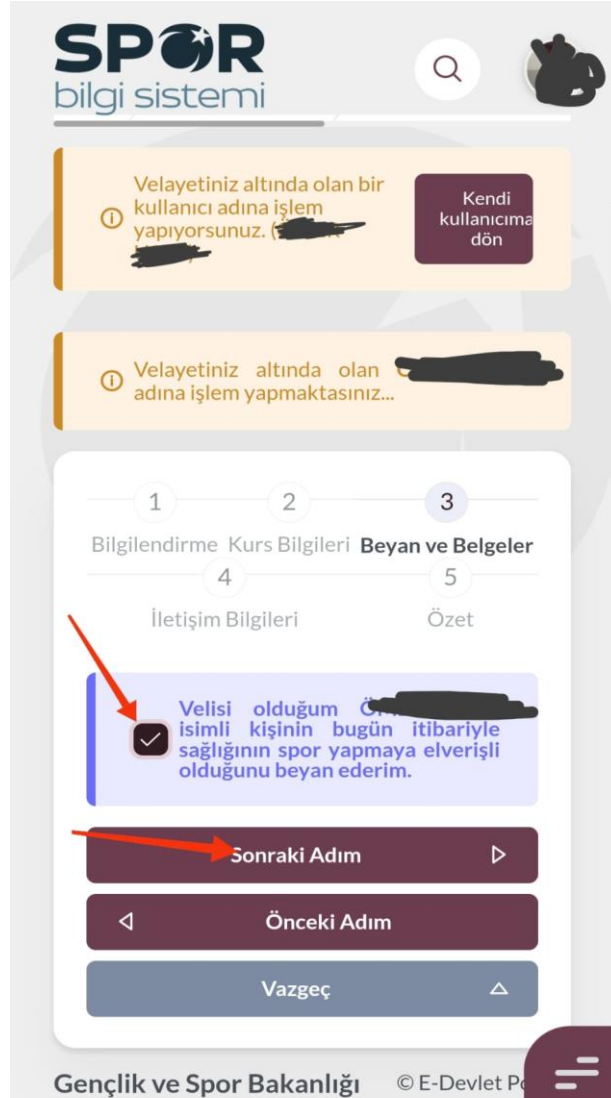 SPOR
bilgi sistemi
Velayetiniz altında olan bir
kullanıcı adına işlem
yapıyorsunuz. (
Kendi
kullanıcıma
dön
Velayetiniz altında olan
adına işlem yapmaktasınız...
1 2 3
Bilgilendirme Kurs Bilgileri Beyan ve Belgeler
4 5
İletişim Bilgileri Özet
Velisi olduğum
isimli kişinin bugün itibariyle
sağlığının spor yapmaya elverişli
olduğunu beyan ederim.
Sonraki Adım
Önceki Adım
Vazgeç
Gençlik ve Spor Bakanlığı © E-Devlet